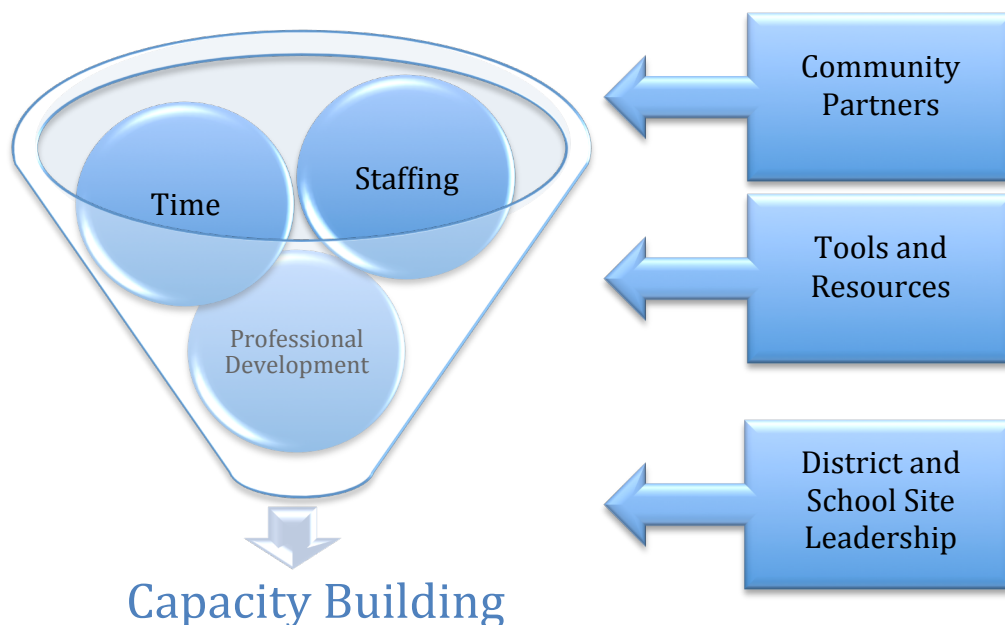 Time
Staffing
Professional
Development
Capacity Building
Community
Partners
Tools and
Resources
District and
School Site
Leadership